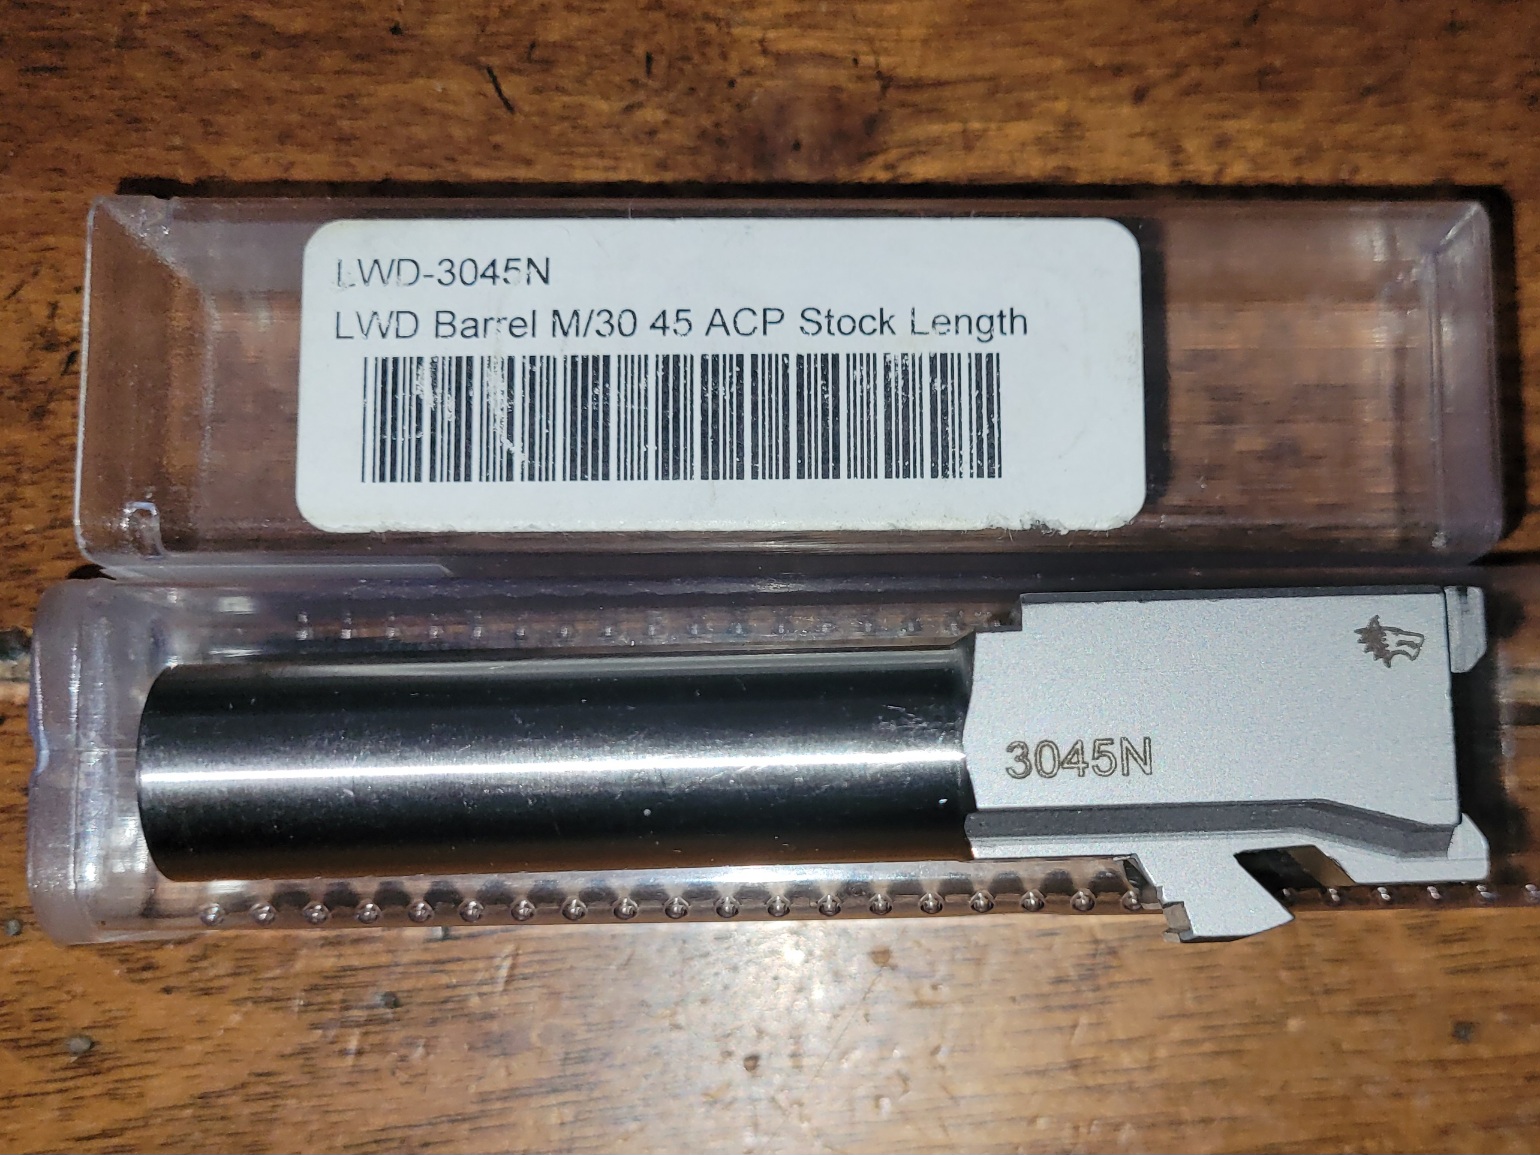 LWD-3045N
LWD Barrel M/30 45 ACP Stock Length
3045N